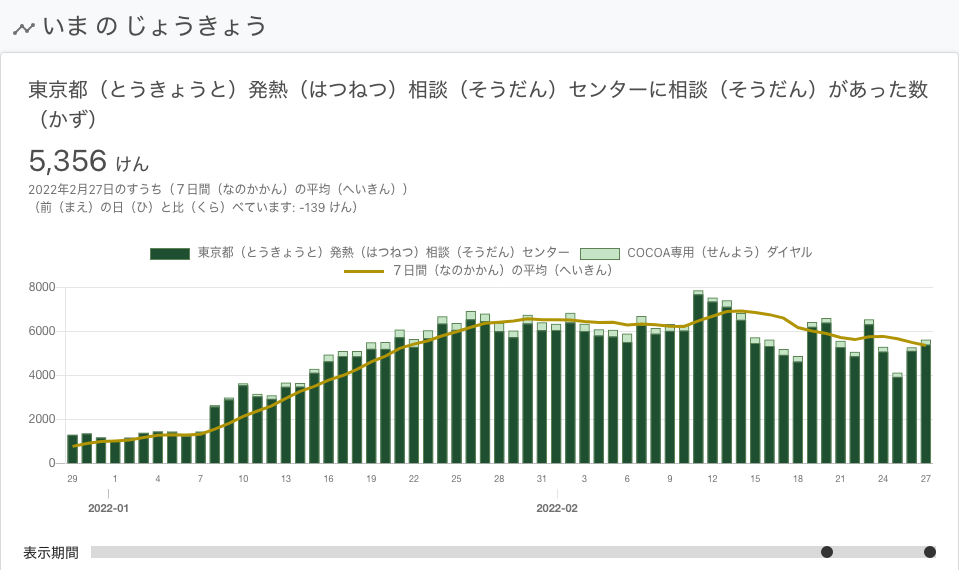 いま の じょうきょう
東京都（とうきょうと）発熱（はつねつ）相談（そうだん）センターに相談（そうだん）があった数
（かず）
5,356 けん
2022年2月27日のすうち（７日間（なのかかん）の平均（へいきん））
（前（まえ）の日（ひ）と比（くら）べています: -139 けん）
東京都（とうきょうと）発熱（はつねつ）相談（そうだん）センター COCOA専用（せんよう）ダイヤル
７日間（なのかかん）の平均（へいきん）
8000
6000
4000
2000
0
29 1 4 7 10 13 16 19 22 25 28 31 3 6 9 12 15 18 21 24 27
2022-01 2022-02
表示期間